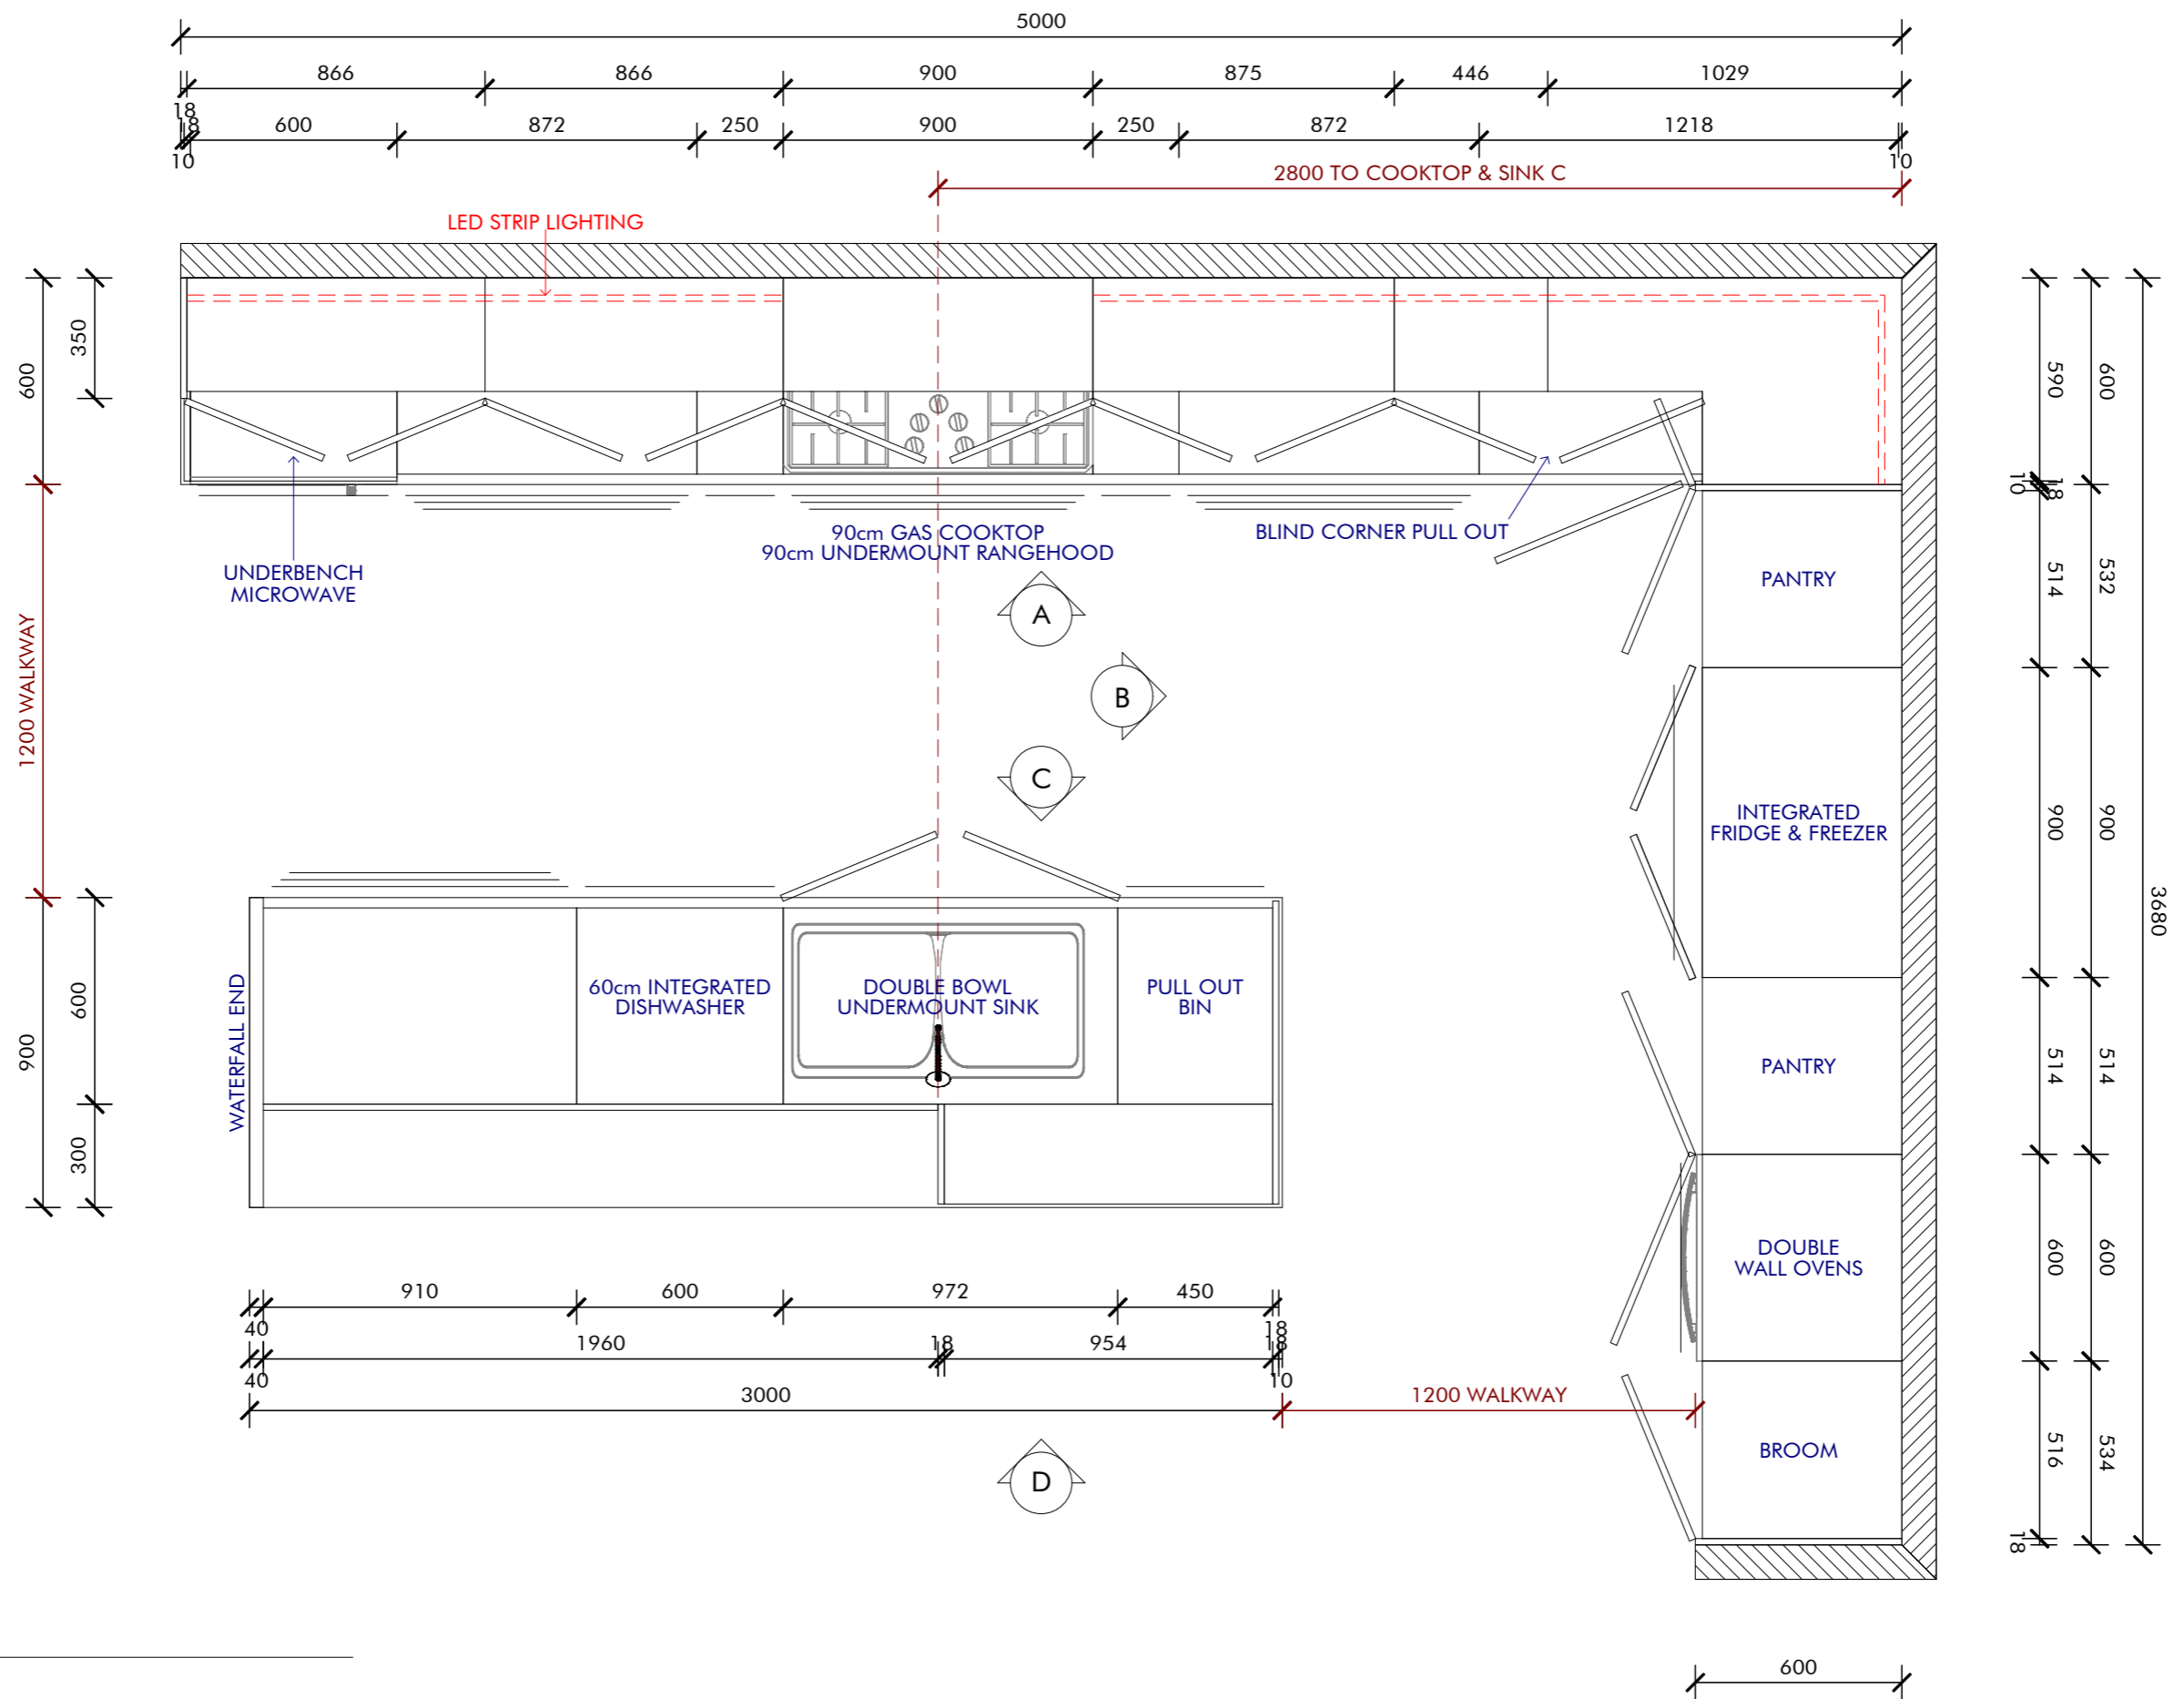 5000
866 866 900 875 446 1029
18
18 600 872 250 900 250 872 1218
10 10
2800 TO COOKTOP & SINK C
LED STRIP LIGHTING
600
350
590
600
90cm GAS COOKTOP
90cm UNDERMOUNT RANGEHOOD
BLIND CORNER PULL OUT
UNDERBENCH
MICROWAVE
10
18
PANTRY
514
532
A
1200 WALKWAY
B
C
INTEGRATED
FRIDGE & FREEZER
900
900
3680
WATERFALL END
60cm INTEGRATED
DISHWASHER
DOUBLE BOWL
UNDERMOUNT SINK
PULL OUT
BIN
600
900
300
PANTRY
514
514
DOUBLE
WALL OVENS
600
600
910 600 972 450
40 18
1960 18 954 18
40 10
3000
1200 WALKWAY
BROOM
516
534
D
18
600